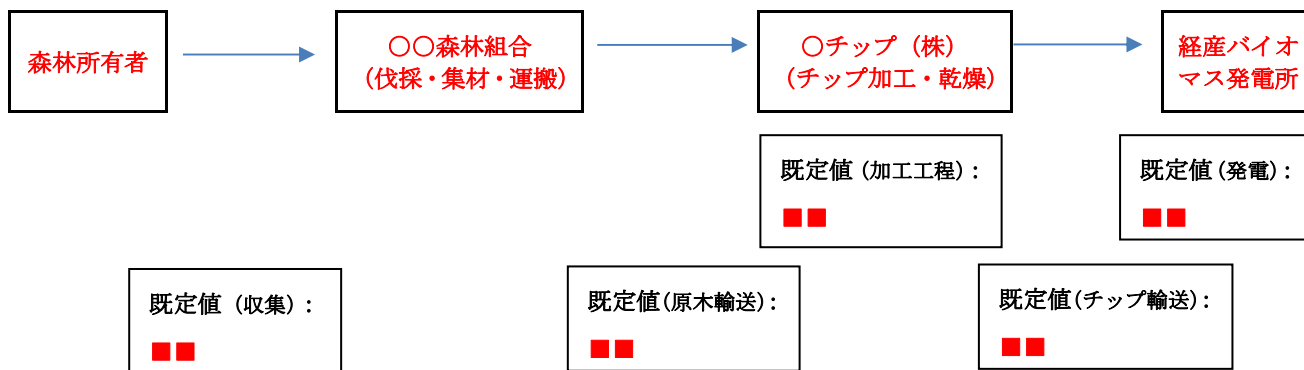 森林所有者
〇〇森林組合
（伐採・集材・運搬）
〇チップ（株）
（チップ加工・乾燥）
経産バイオ
マス発電所
既定値（加工工程）：
■■
既定値（発電）：
■■
既定値（収集）：
■■
既定値（原木輸送）：
■■
既定値（チップ輸送）：
■■